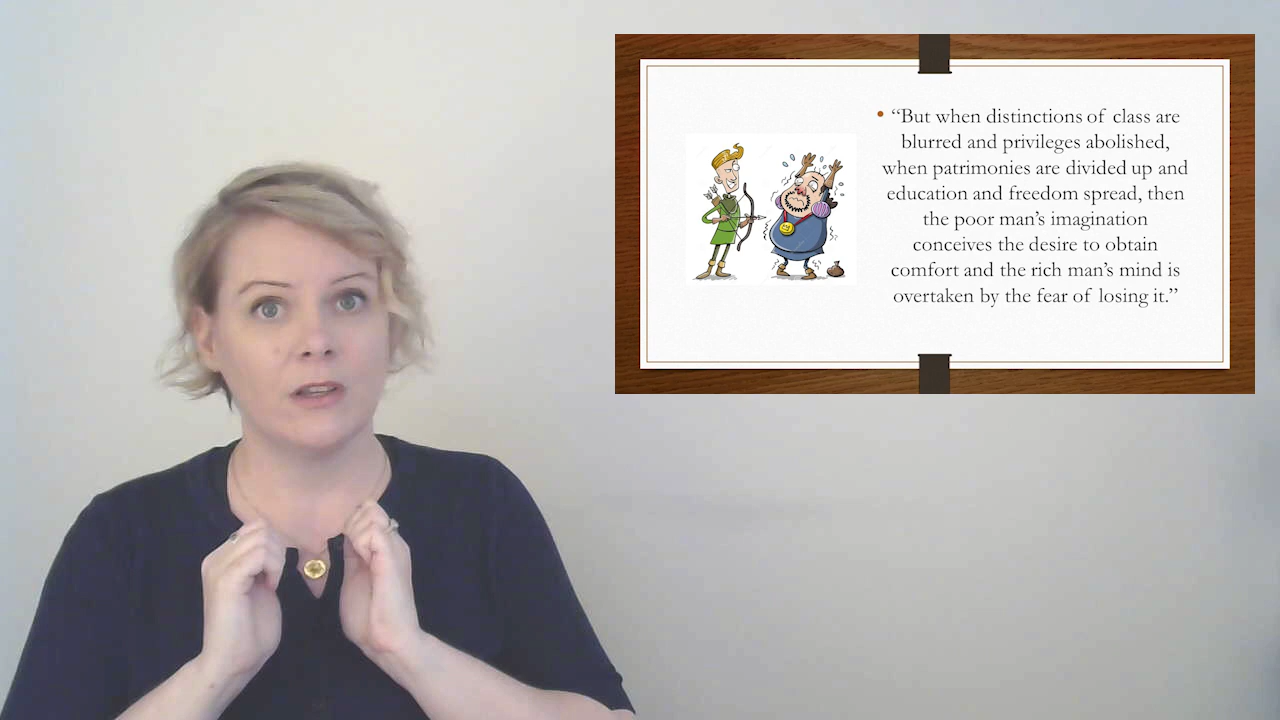 • “But when distinctions of class are
blurred and privileges abolished,
when patrimonies are divided up and
education and freedom spread, then
the poor man’s imagination
conceives the desire to obtain
comfort and the rich man’s mind is
overtaken by the fear of losing it.”